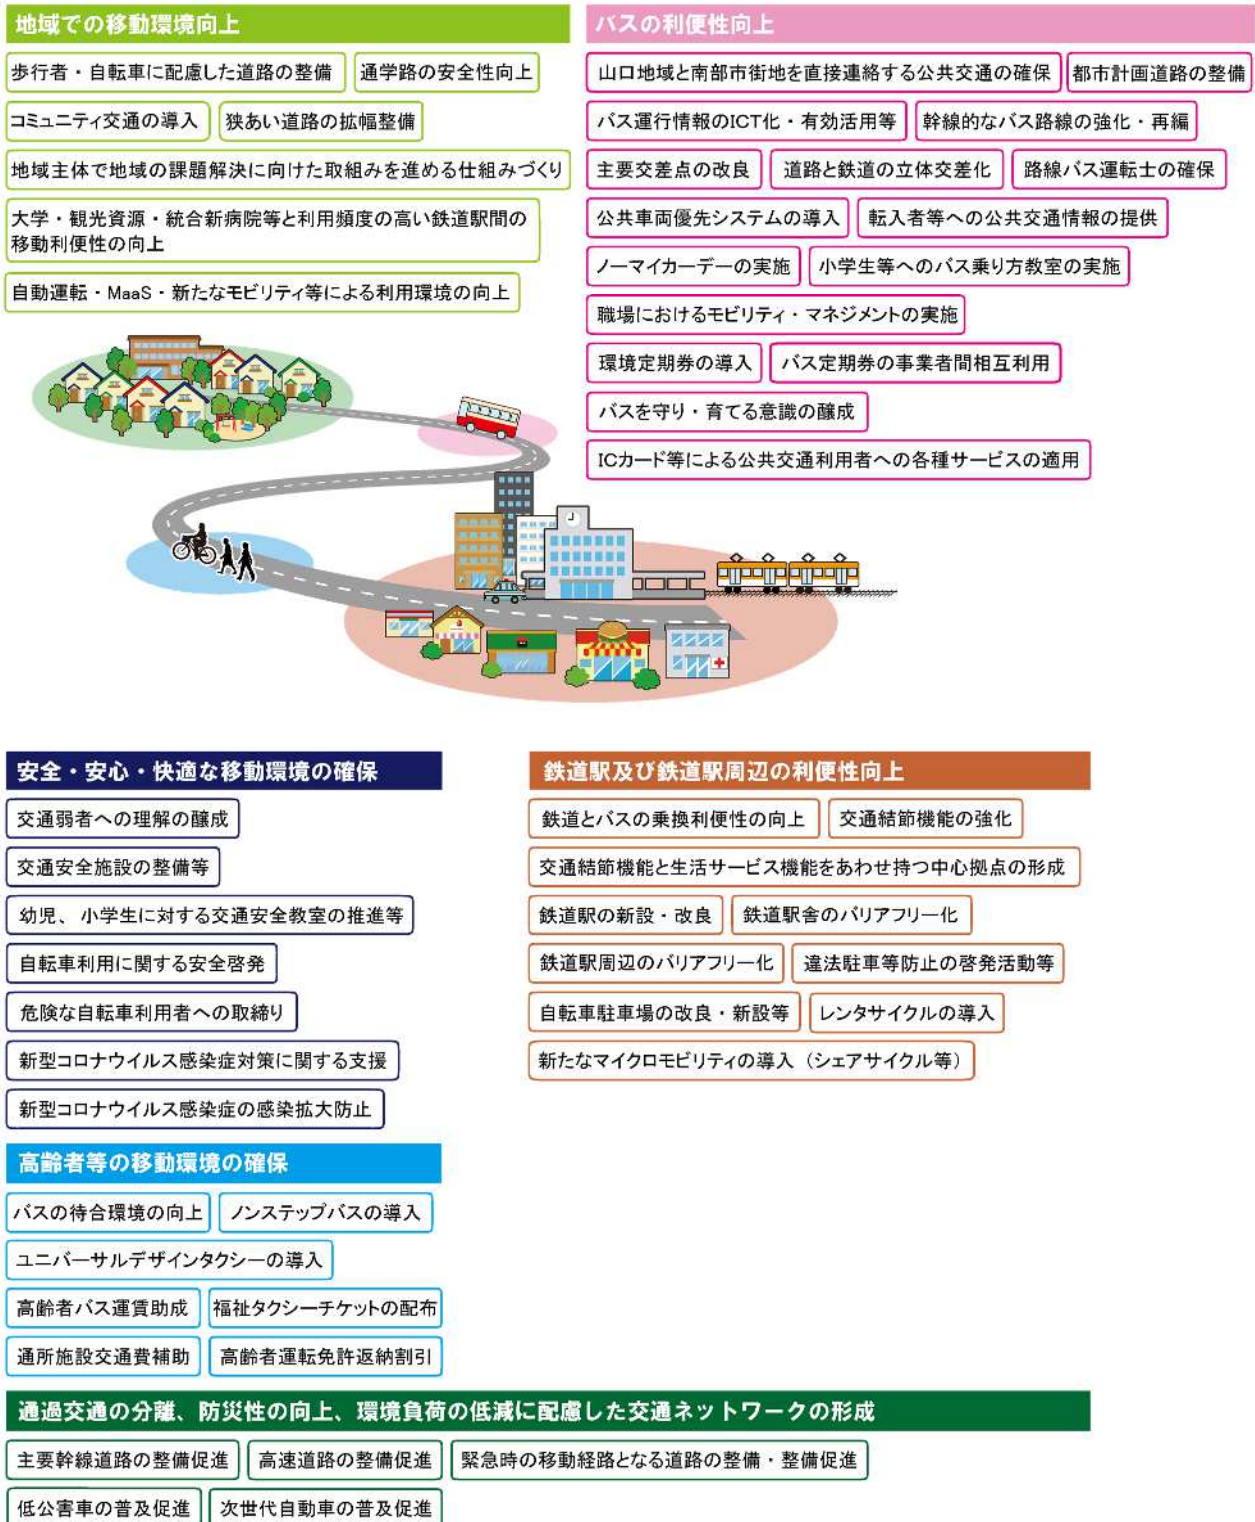 地域での移動環境向上
歩行者・自転車に配慮した道路の整備
通学路の安全性向上
コミュニティ交通の導入
狭あい道路の拡幅整備
地域主体で地域の課題解決に向けた取組みを進める仕組みづくり
大学・観光資源・統合新病院等と利用頻度の高い鉄道駅間の
移動利便性の向上
自動運転・MaaS・新たなモビリティ等による利用環境の向上
バスの利便性向上
山口地域と南部市街地を直接連絡する公共交通の確保
都市計画道路の整備
バス運行情報のICT化・有効活用等
幹線的なバス路線の強化・再編
主要交差点の改良
道路と鉄道の立体交差化
路線バス運転士の確保
公共車両優先システムの導入
転入者等への公共交通情報の提供
ノーマイカーデーの実施
小学生等へのバス乗り方教室の実施
職場におけるモビリティ・マネジメントの実施
環境定期券の導入
バス定期券の事業者間相互利用
バスを守り・育てる意識の醸成
ICカード等による公共交通利用者への各種サービスの適用
安全・安心・快適な移動環境の確保
交通弱者への理解の醸成
交通安全施設の整備等
幼児、小学生に対する交通安全教室の推進等
自転車利用に関する安全啓発
危険な自転車利用者への取締り
新型コロナウイルス感染症対策に関する支援
新型コロナウイルス感染症の感染拡大防止
鉄道駅及び鉄道駅周辺の利便性向上
鉄道とバスの乗換利便性の向上
交通結節機能の強化
交通結節機能と生活サービス機能をあわせ持つ中心拠点の形成
鉄道駅の新設・改良
鉄道駅舎のバリアフリー化
鉄道駅周辺のバリアフリー化
違法駐車等防止の啓発活動等
自転車駐車場の改良・新設等
レンタサイクルの導入
新たなマイクロモビリティの導入（シェアサイクル等）
高齢者等の移動環境の確保
バスの待合環境の向上
ノンステップバスの導入
ユニバーサルデザインタクシーの導入
高齢者バス運賃助成
福祉タクシーチケットの配布
通所施設交通費補助
高齢者運転免許返納割引
通過交通の分離、防災性の向上、環境負荷の低減に配慮した交通ネットワークの形成
主要幹線道路の整備促進
高速道路の整備促進
緊急時の移動経路となる道路の整備・整備促進
低公害車の普及促進
次世代自動車の普及促進